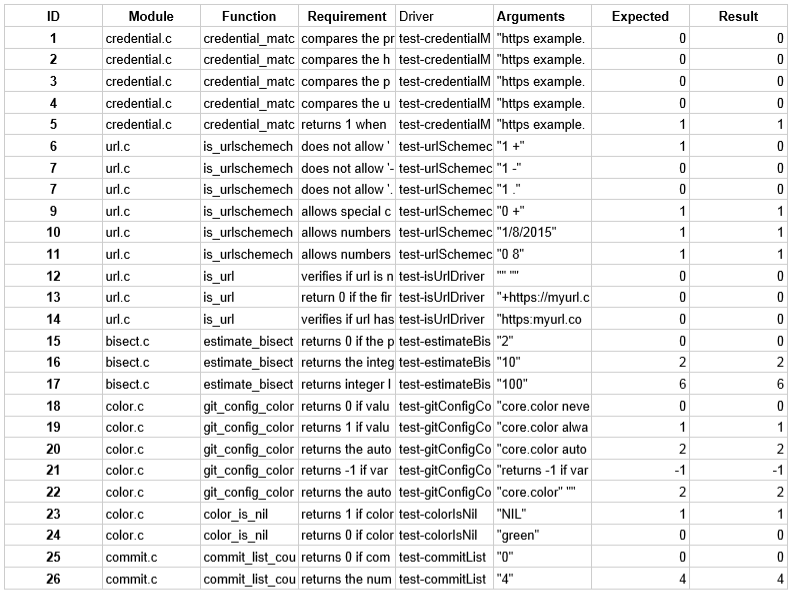 ID Module Function Requirement Driver Arguments Expected Result
1 credential.c credential_matc compares the pr test-credentialM "https example. 0 0
2 credential.c credential_matc compares the h test-credentialM "https example. 0 0
3 credential.c credential_matc compares the p test-credentialM "https example. 0 0
4 credential.c credential_matc compares the u test-credentialM "https example. 0 0
5 credential.c credential_matc returns 1 when test-credentialM "https example. 1 1
6 url.c is_urlschemech does not allow ' test-urlSchemec "1 +" 1 0
7 url.c is_urlschemech does not allow '- test-urlSchemec "1 -" 0 0
7 url.c is_urlschemech does not allow '. test-urlSchemec "1 ." 0 0
9 url.c is_urlschemech allows special c test-urlSchemec "0 +" 1 1
10 url.c is_urlschemech allows numbers test-urlSchemec "1/8/2015" 1 1
11 url.c is_urlschemech allows numbers test-urlSchemec "0 8" 1 1
12 url.c is_url verifies if url is n test-isUrlDriver "" "" 0 0
13 url.c is_url return 0 if the fir test-isUrlDriver "+https://myurl.c 0 0
14 url.c is_url verifies if url has test-isUrlDriver "https:myurl.co 0 0
15 bisect.c estimate_bisect returns 0 if the p test-estimateBis "2" 0 0
16 bisect.c estimate_bisect returns the integ test-estimateBis "10" 2 2
17 bisect.c estimate_bisect returns integer l test-estimateBis "100" 6 6
18 color.c git_config_color returns 0 if valu test-gitConfigCo "core.color neve 0 0
19 color.c git_config_color returns 1 if valu test-gitConfigCo "core.color alwa 1 1
20 color.c git_config_color returns the auto test-gitConfigCo "core.color auto 2 2
21 color.c git_config_color returns -1 if var test-gitConfigCo "returns -1 if var -1 -1
22 color.c git_config_color returns the auto test-gitConfigCo "core.color" "" 2 2
23 color.c color_is_nil returns 1 if color test-colorIsNil "NIL" 1 1
24 color.c color_is_nil returns 0 if color test-colorIsNil "green" 0 0
25 commit.c commit_list_cou returns 0 if com test-commitList "0" 0 0
26 commit.c commit_list_cou returns the num test-commitList "4" 4 4